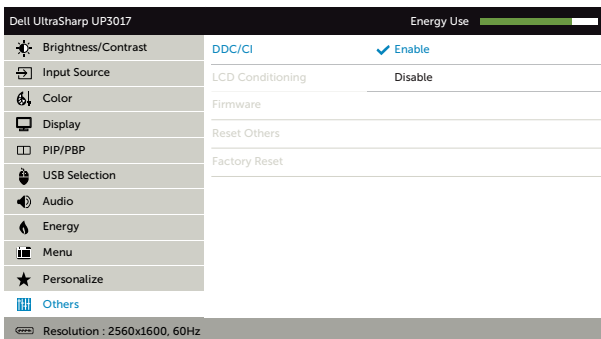 Dell UltraSharp UP3017 Energy Use
Brightness/Contrast
Input Source
Color
Display
PIP/PBP
USB Selection
Audio
Energy
Menu
Personalize
Others
DDC/CI
LCD Conditioning
Firmware
Reset Others
Factory Reset
Enable
Disable
Resolution : 2560x1600, 60Hz